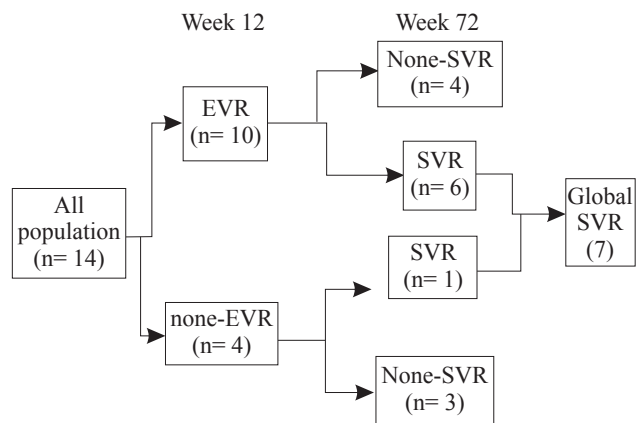 Week 12
Week 72
None-SVR
(n= 4)
EVR
(n= 10)
SVR
(n= 6)
All
population
(n= 14)
Global
SVR
(7)
SVR
(n= 1)
none-EVR
(n= 4)
None-SVR
(n= 3)